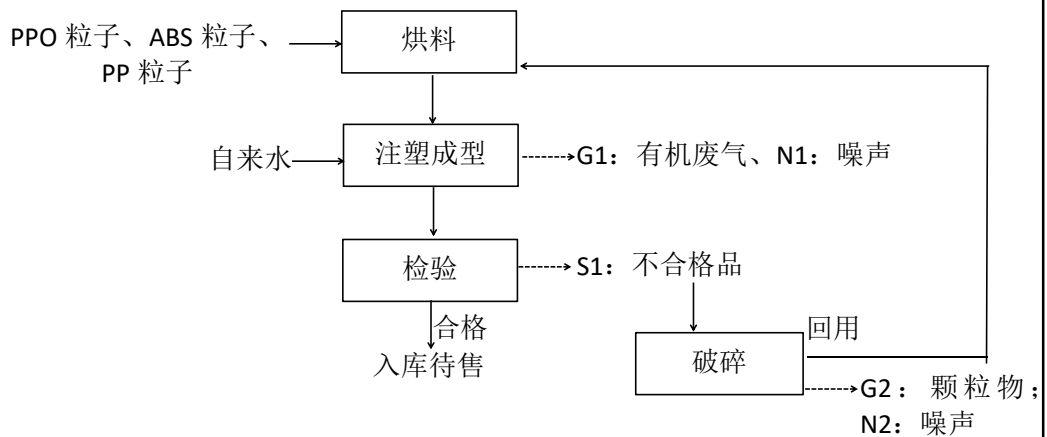 PPO 粒子、ABS 粒子、
PP 粒子
烘料
自来水
注塑成型
G1：有机废气、N1：噪声
检验
S1：不合格品
合格
入库待售
破碎
回用
G2：颗粒物；
N2：噪声